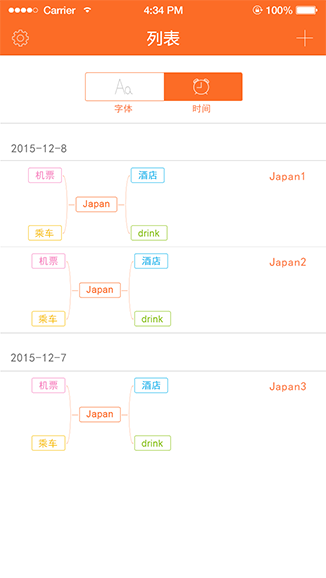 Carrier 4:34 PM 100%
列表
Aa
字体 时间
2015-12-8
机票 酒店 Japan1
Japan
乘车 drink
机票 酒店 Japan2
Japan
乘车 drink
2015-12-7
机票 酒店 Japan3
Japan
乘车 drink